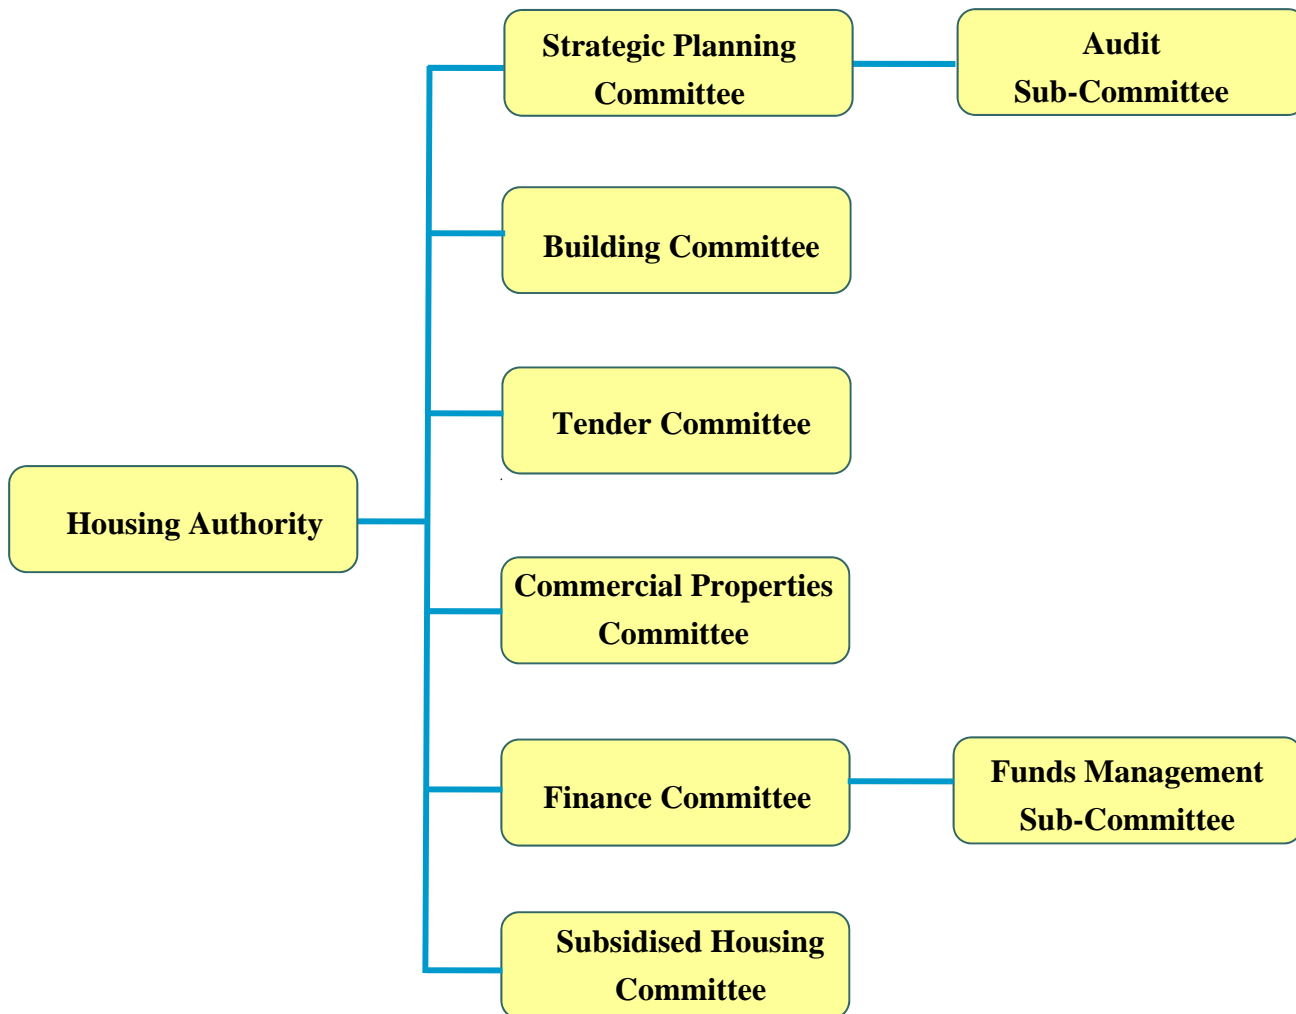 Strategic Planning
Committee
Audit
Sub-Committee
Building Committee
Tender Committee
Housing Authority
Commercial Properties
Committee
Finance Committee
Funds Management
Sub-Committee
Subsidised Housing
Committee